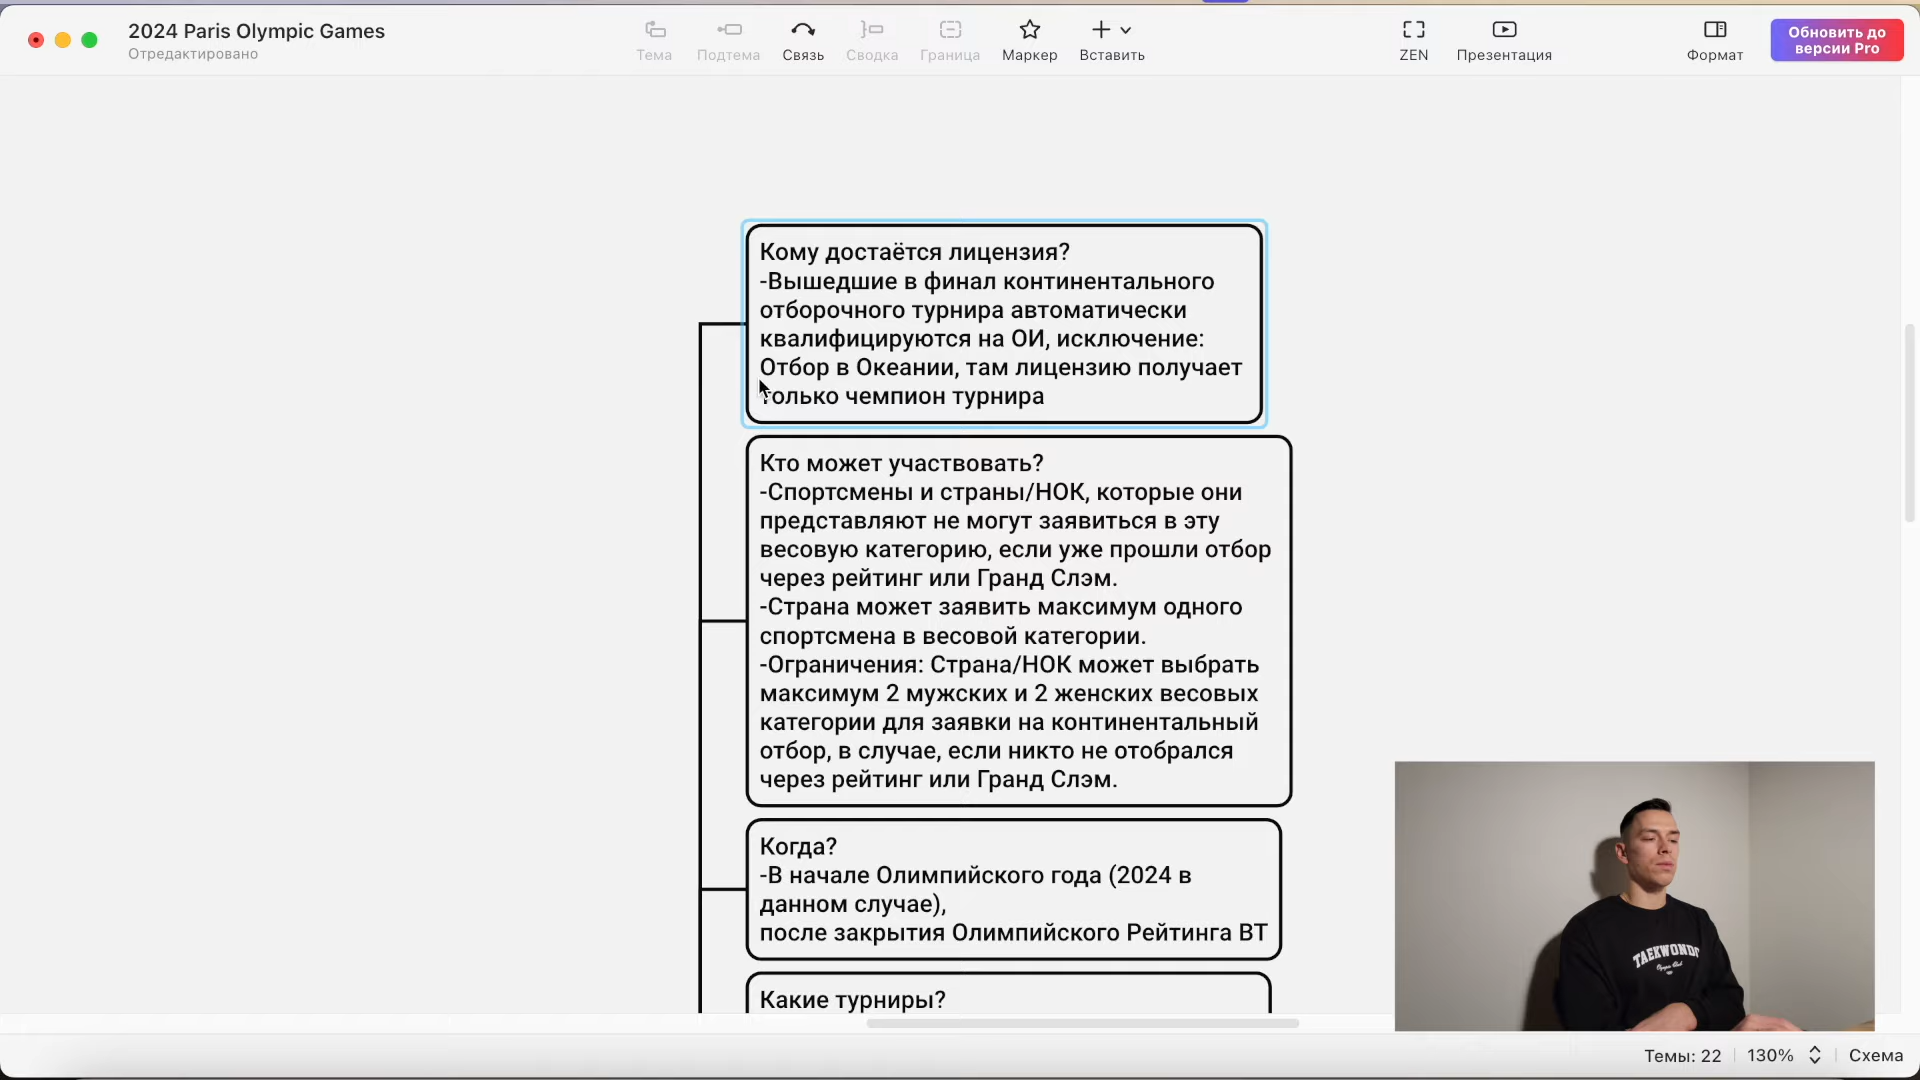 2024 Paris Olympic Games
Отредактировано
Тема
Подтема
Связь
Сводка
Граница
Маркер
Вставить
ZEN
Презентация
Формат
Обновить до
версии Pro
Кому достаётся лицензия?
-Вышедшие в финал континентального
отборочного турнира автоматически
квалифицируются на ОИ, исключение:
Отбор в Океании, там лицензию получает
только чемпион турнира
Кто может участвовать?
-Спортсмены и страны/НОК, которые они
представляют не могут заявиться в эту
весовую категорию, если уже прошли отбор
через рейтинг или Гранд Слэм.
-Страна может заявить максимум одного
спортсмена в весовой категории.
-Ограничения: Страна/НОК может выбрать
максимум 2 мужских и 2 женских весовых
категории для заявки на континентальный
отбор, в случае, если никто не отобрался
через рейтинг или Гранд Слэм.
Когда?
-В начале Олимпийского года (2024 в
данном случае),
после закрытия Олимпийского Рейтинга ВТ
Какие турниры?
TAEKWONDO
Темы: 22
130%
Схема